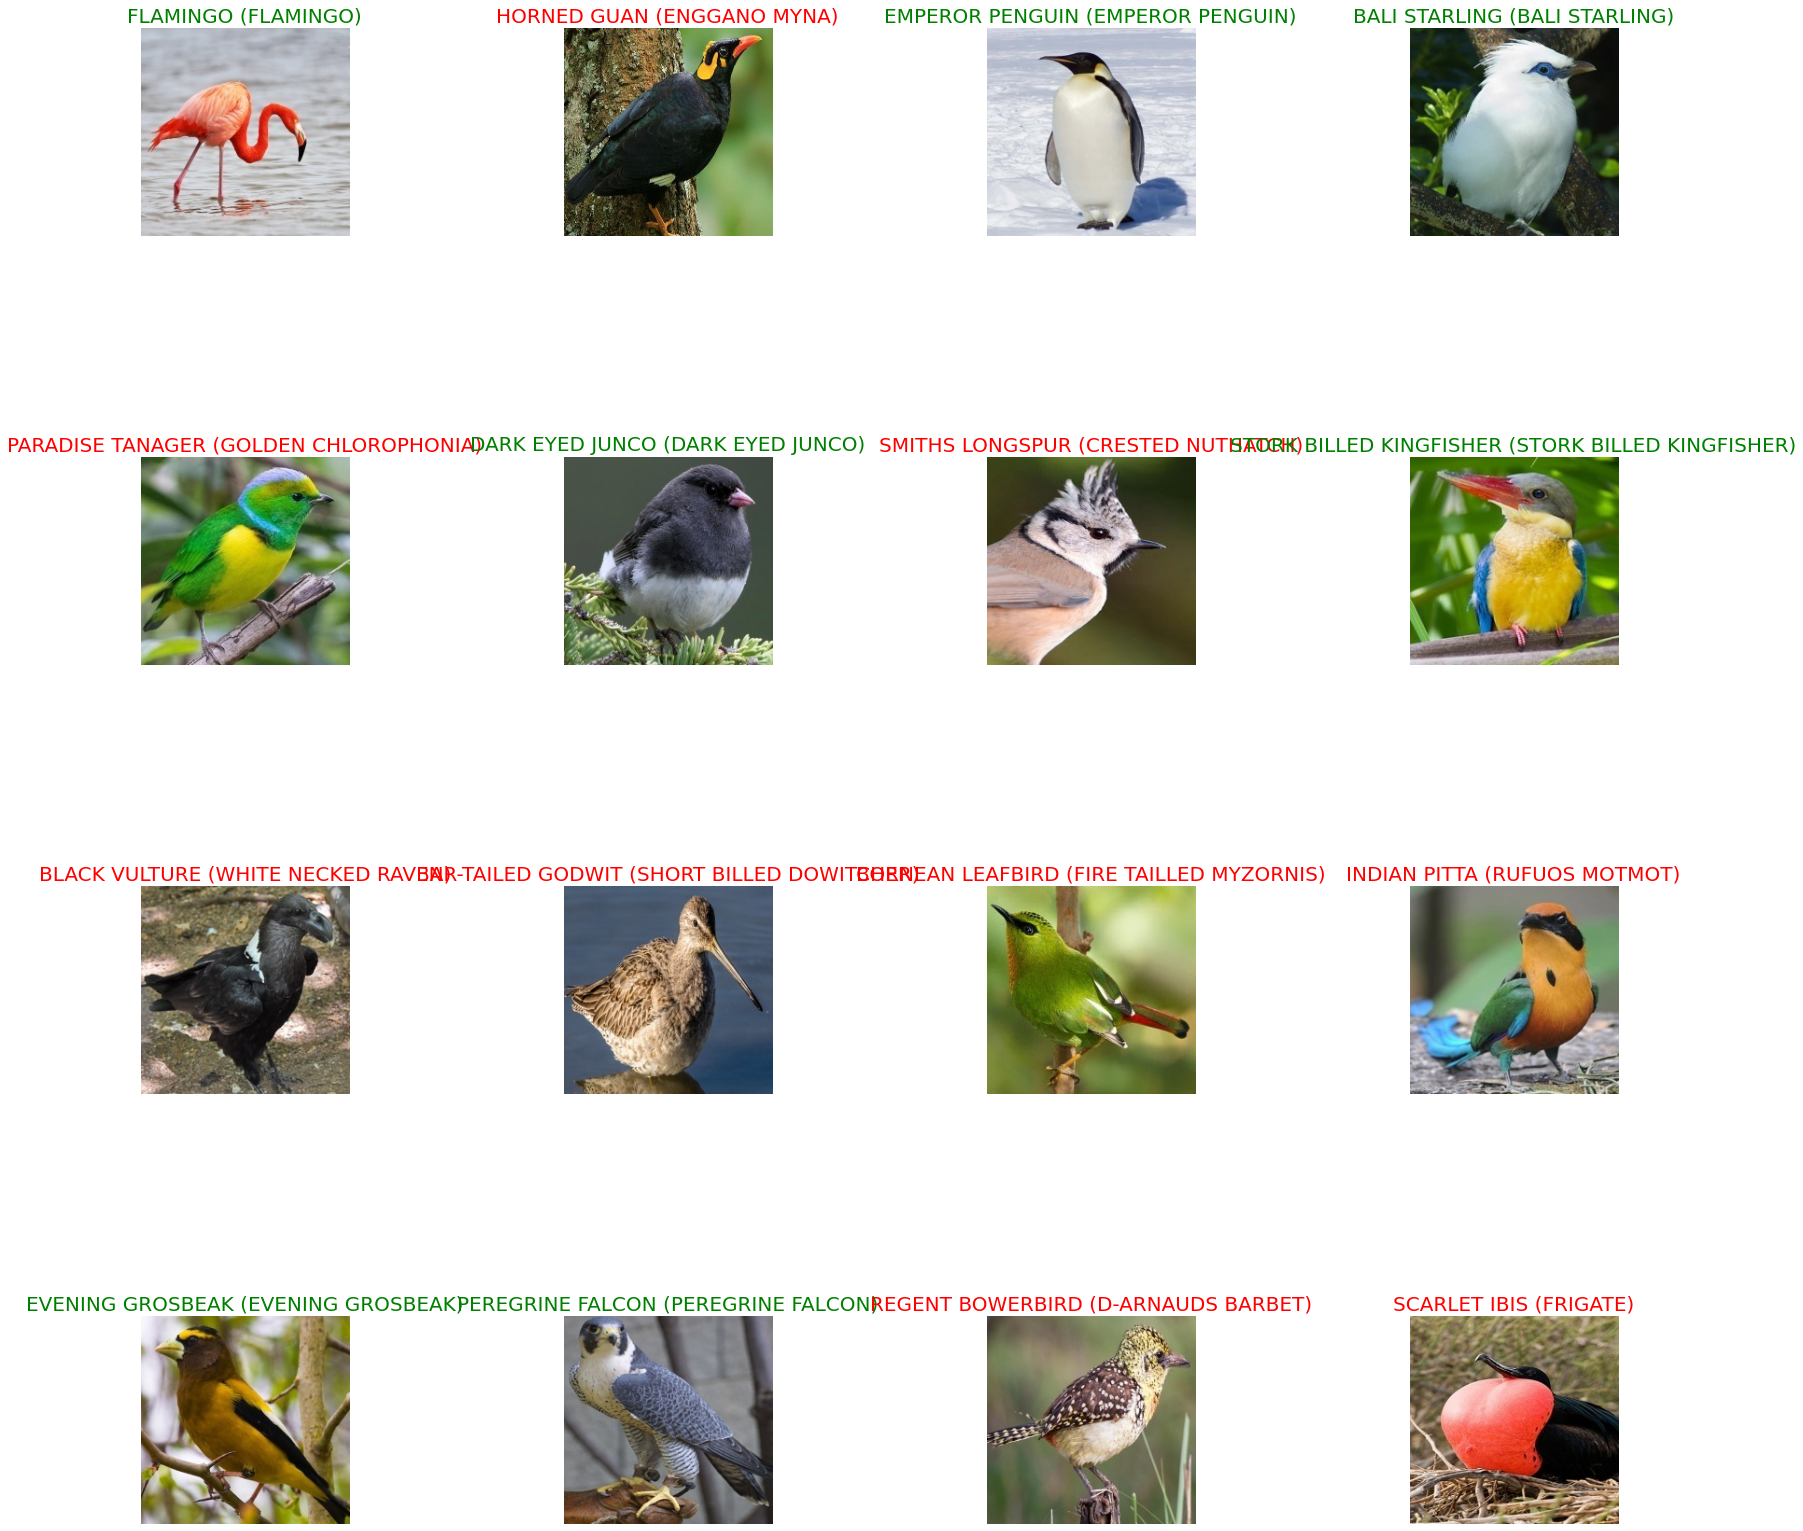 FLAMINGO (FLAMINGO)
HORNED GUAN (ENGGANO MYNA)
EMPEROR PENGUIN (EMPEROR PENGUIN)
BALI STARLING (BALI STARLING)
PARADISE TANAGER (GOLDEN CHLOROPHONIA)
DARK EYED JUNCO (DARK EYED JUNCO)
SMITHS LONGSPUR (CRESTED NUTHATCH)
STORK BILLED KINGFISHER (STORK BILLED KINGFISHER)
BLACK VULTURE (WHITE NECKED RAVEN)
BAR-TAILED GODWIT (SHORT BILLED DOWITCHER)
BORNEAN LEAFBIRD (FIRE TAILLED MYZORNIS)
INDIAN PITTA (RUFUOS MOTMOT)
EVENING GROSBEAK (EVENING GROSBEAK)
PEREGRINE FALCON (PEREGRINE FALCON)
REGENT BOWERBIRD (D-ARNAUDS BARBET)
SCARLET IBIS (FRIGATE)